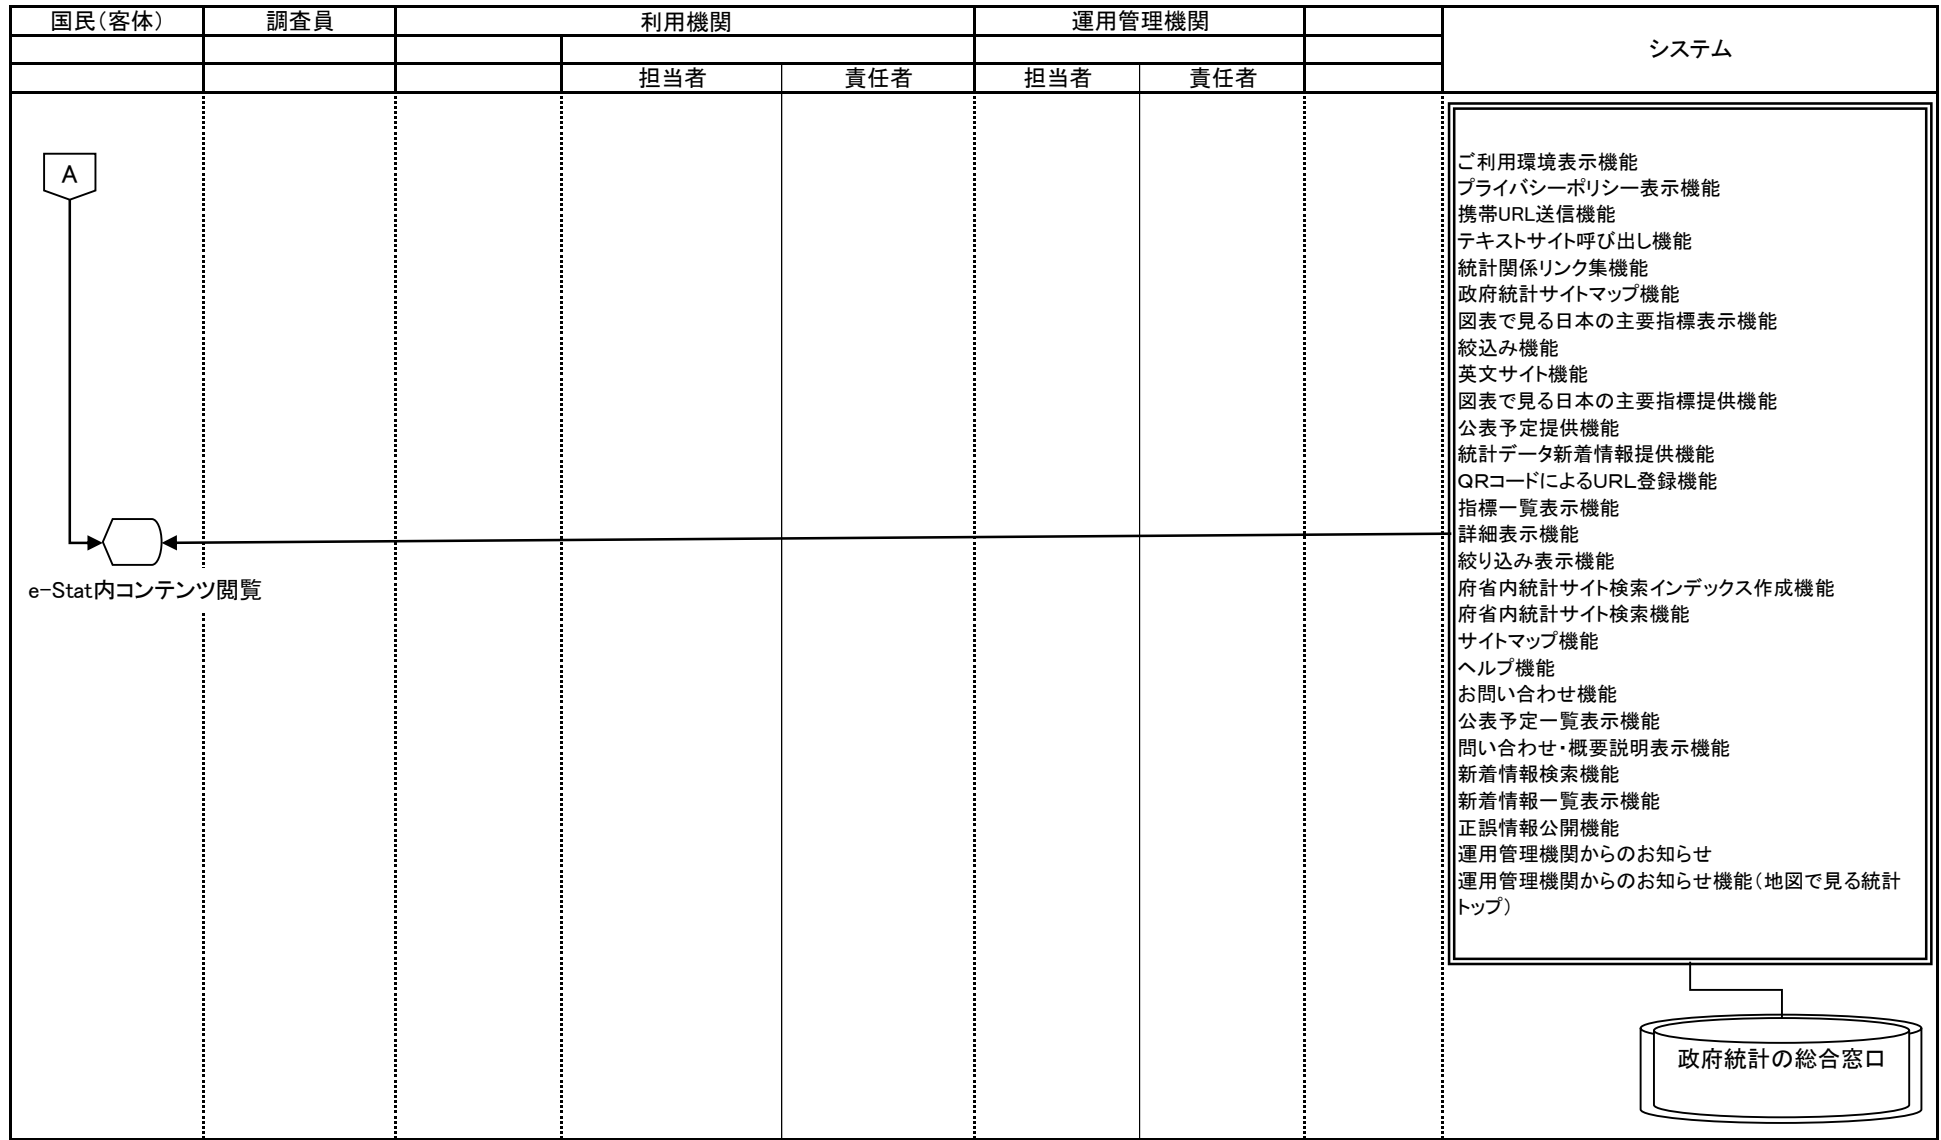 国民(客体)
調査員
利用機関
運用管理機関
システム
担当者
責任者
担当者
責任者
A
e-Stat内コンテンツ閲覧
ご利用環境表示機能
プライバシーポリシー表示機能
携帯URL送信機能
テキストサイト呼び出し機能
統計関係リンク集機能
政府統計サイトマップ機能
図表で見る日本の主要指標表示機能
絞込み機能
英文サイト機能
図表で見る日本の主要指標提供機能
公表予定提供機能
統計データ新着情報提供機能
QRコードによるURL登録機能
指標一覧表示機能
詳細表示機能
絞り込み表示機能
府省内統計サイト検索インデックス作成機能
府省内統計サイト検索機能
サイトマップ機能
ヘルプ機能
お問い合わせ機能
公表予定一覧表示機能
問い合わせ・概要説明表示機能
新着情報検索機能
新着情報一覧表示機能
正誤情報公開機能
運用管理機関からのお知らせ
運用管理機関からのお知らせ機能(地図で見る統計
トップ)
政府統計の総合窓口